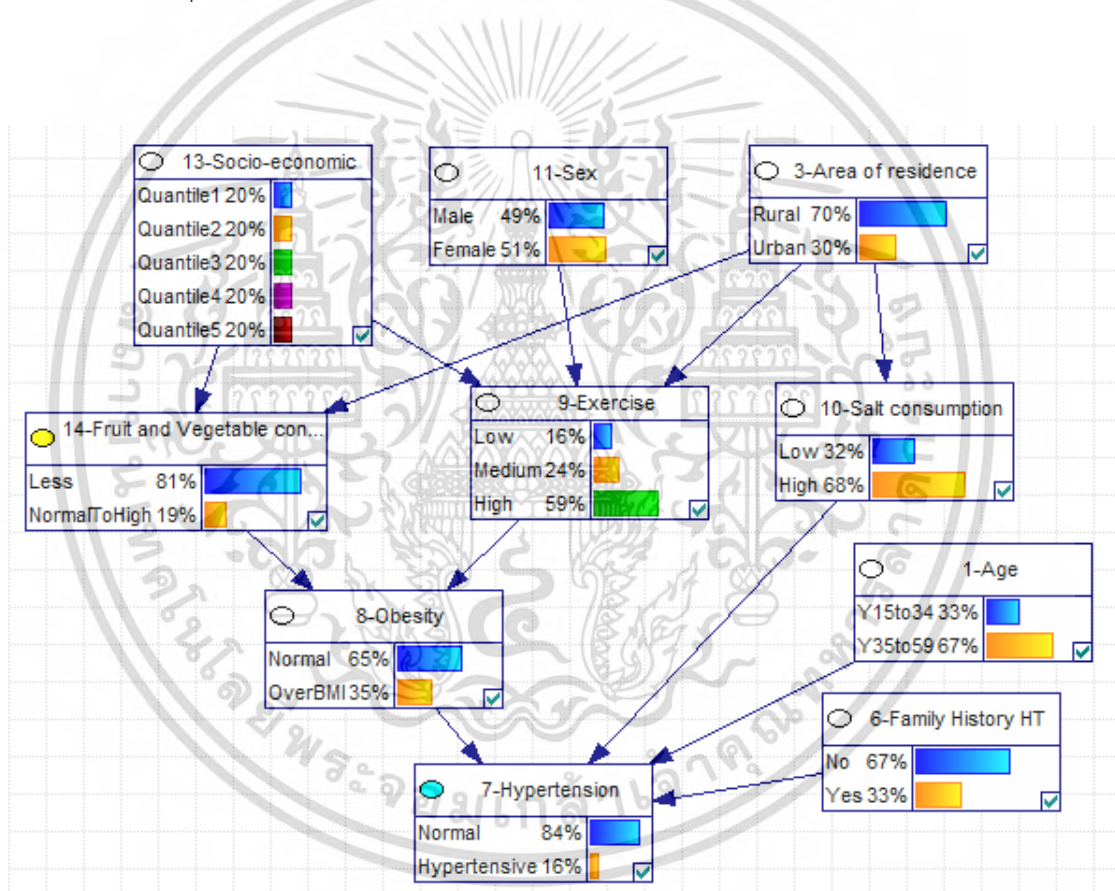 13-Socio-economic
Quantile1 20%
Quantile2 20%
Quantile3 20%
Quantile4 20%
Quantile5 20%
11-Sex
Male 49%
Female 51%
3-Area of residence
Rural 70%
Urban 30%
14-Fruit and Vegetable con...
Less 81%
NormalToHigh 19%
9-Exercise
Low 16%
Medium 24%
High 59%
10-Salt consumption
Low 32%
High 68%
8-Obesity
Normal 65%
OverBMI 35%
1-Age
Y15to34 33%
Y35to59 67%
6-Family History HT
No 67%
Yes 33%
7-Hypertension
Normal 84%
Hypertensive 16%